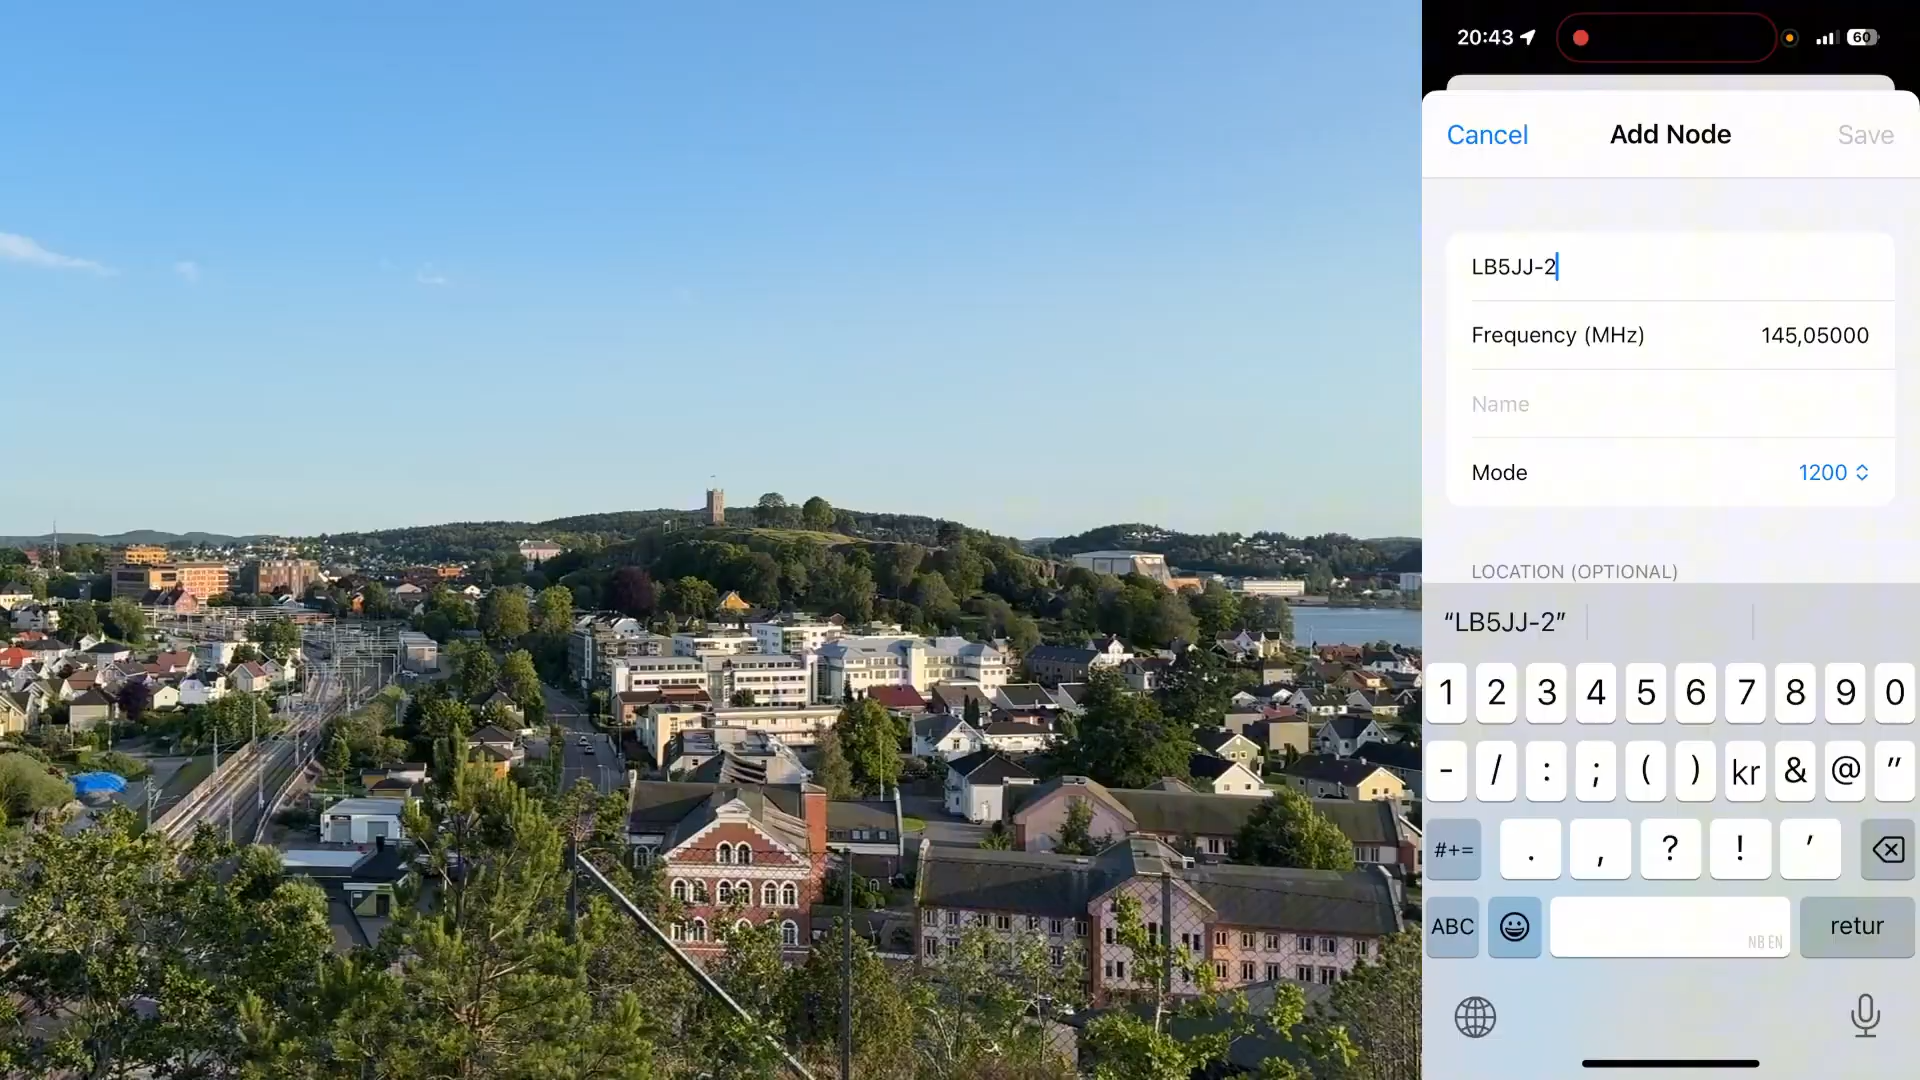 20:43
60
Cancel
Add Node
Save
LB5JJ-2
Frequency (MHz)
145,05000
Name
Mode
1200
LOCATION (OPTIONAL)
“LB5JJ-2”
1 2 3 4 5 6 7 8 9 0
- / : ; ( ) kr & @ "
#+= . , ? ! ’
ABC
NB EN
retur